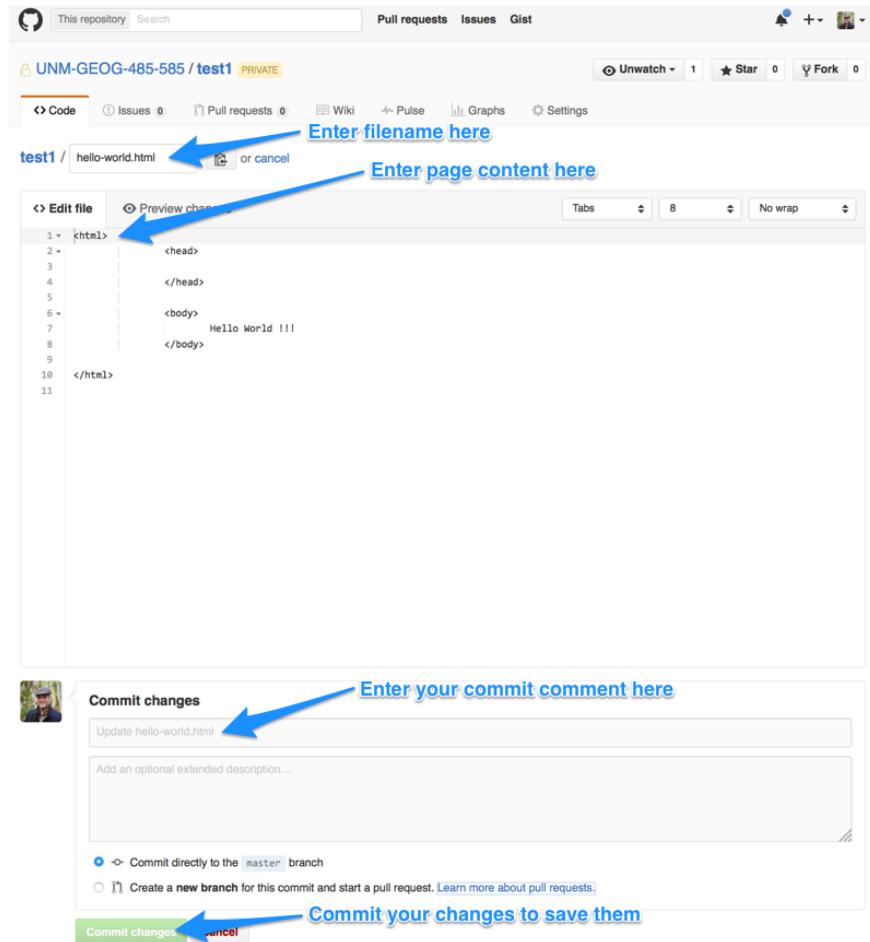 This repository Search Pull requests Issues Gist
UNM-GEOG-485-585 / test1 PRIVATE Unwatch 1 Star 0 Fork 0
Code Issues 0 Pull requests 0 Wiki Pulse Graphs Settings
Enter filename here
test1 / hello-world.html or cancel
Enter page content here
Edit file Preview changes Tabs 8 No wrap
1 <html>
2 <head>
3
4 </head>
5
6 <body>
7 Hello World !!!
8 </body>
9
10 </html>
11
Enter your commit comment here
Commit changes
Update hello-world.html
Add an optional extended description…
Commit directly to the master branch
Create a new branch for this commit and start a pull request. Learn more about pull requests.
Commit your changes to save them
Commit changes Cancel